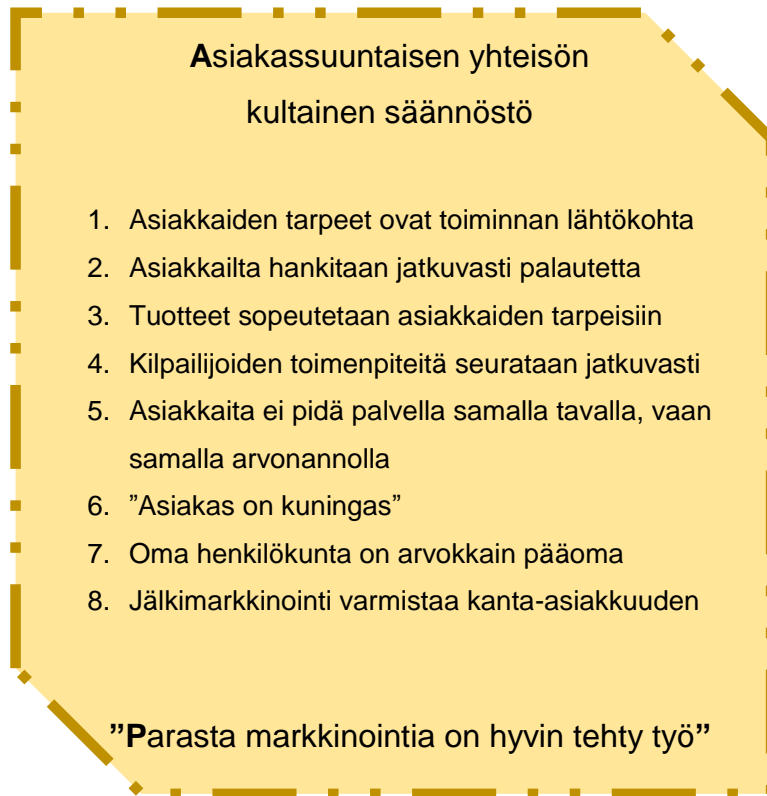 Asiakassuuntaisen yhteisön
kultainen säännöstö
1. Asiakkaiden tarpeet ovat toiminnan lähtökohta
2. Asiakkailta hankitaan jatkuvasti palautetta
3. Tuotteet sopeutetaan asiakkaiden tarpeisiin
4. Kilpailijoiden toimenpiteitä seurataan jatkuvasti
5. Asiakkaita ei pidä palvella samalla tavalla, vaan
samalla arvonannolla
6. ”Asiakas on kuningas”
7. Oma henkilökunta on arvokkain pääoma
8. Jälkimarkkinointi varmistaa kanta-asiakkuuden
”Parasta markkinointia on hyvin tehty työ”